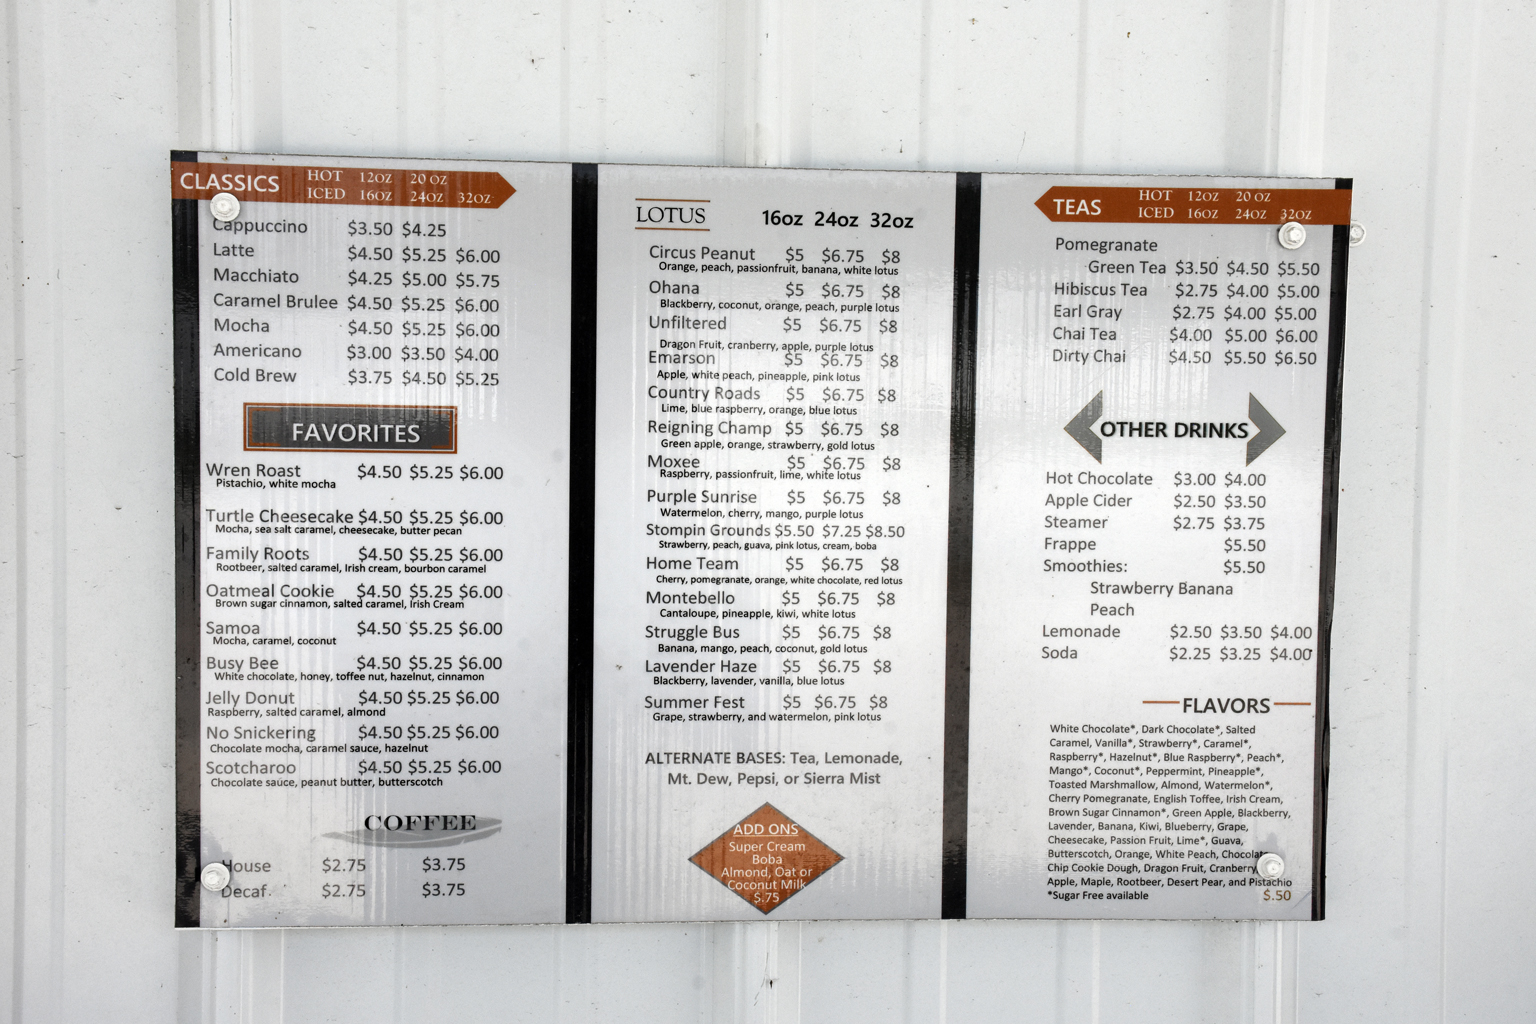 CLASSICS HOT 12OZ 20 OZ
ICED 16OZ 24OZ 32OZ
Cappuccino $3.50 $4.25
Latte $4.50 $5.25 $6.00
Macchiato $4.25 $5.00 $5.75
Caramel Brulee $4.50 $5.25 $6.00
Mocha $4.50 $5.25 $6.00
Americano $3.00 $3.50 $4.00
Cold Brew $3.75 $4.50 $5.25
FAVORITES
Wren Roast $4.50 $5.25 $6.00
Pistachio, white mocha
Turtle Cheesecake $4.50 $5.25 $6.00
Mocha, sea salt caramel, cheesecake, butter pecan
Family Roots $4.50 $5.25 $6.00
Rootbeer, salted caramel, Irish cream, bourbon caramel
Oatmeal Cookie $4.50 $5.25 $6.00
Brown sugar cinnamon, salted caramel, Irish Cream
Samoa $4.50 $5.25 $6.00
Mocha, caramel, coconut
Busy Bee $4.50 $5.25 $6.00
White chocolate, honey, toffee nut, hazelnut, cinnamon
Jelly Donut $4.50 $5.25 $6.00
Raspberry, salted caramel, almond
No Snickering $4.50 $5.25 $6.00
Chocolate mocha, caramel sauce, hazelnut
Scotcharoo $4.50 $5.25 $6.00
Chocolate sauce, peanut butter, butterscotch
COFFEE
House $2.75 $3.75
Decaf $2.75 $3.75
LOTUS 16oz 24oz 32oz
Circus Peanut $5 $6.75 $8
Orange, peach, passionfruit, banana, white lotus
Ohana $5 $6.75 $8
Blackberry, coconut, orange, peach, purple lotus
Unfiltered $5 $6.75 $8
Dragon Fruit, cranberry, apple, purple lotus
Emarson $5 $6.75 $8
Apple, white peach, pineapple, pink lotus
Country Roads $5 $6.75 $8
Lime, blue raspberry, orange, blue lotus
Reigning Champ $5 $6.75 $8
Green apple, orange, strawberry, gold lotus
Moxee $5 $6.75 $8
Raspberry, passionfruit, lime, white lotus
Purple Sunrise $5 $6.75 $8
Watermelon, cherry, mango, purple lotus
Stompin Grounds $5.50 $7.25 $8.50
Strawberry, peach, guava, pink lotus, cream, boba
Home Team $5 $6.75 $8
Cherry, pomegranate, orange, white chocolate, red lotus
Montebello $5 $6.75 $8
Cantaloupe, pineapple, kiwi, white lotus
Struggle Bus $5 $6.75 $8
Banana, mango, peach, coconut, gold lotus
Lavender Haze $5 $6.75 $8
Blackberry, lavender, vanilla, blue lotus
Summer Fest $5 $6.75 $8
Grape, strawberry, and watermelon, pink lotus
ALTERNATE BASES: Tea, Lemonade,
Mt. Dew, Pepsi, or Sierra Mist
ADD ONS
Super Cream
Boba
Almond, Oat or
Coconut Milk
$.75
TEAS HOT 12OZ 20 OZ
ICED 16OZ 24OZ 32OZ
Pomegranate
Green Tea $3.50 $4.50 $5.50
Hibiscus Tea $2.75 $4.00 $5.00
Earl Gray $2.75 $4.00 $5.00
Chai Tea $4.00 $5.00 $6.00
Dirty Chai $4.50 $5.50 $6.50
OTHER DRINKS
Hot Chocolate $3.00 $4.00
Apple Cider $2.50 $3.50
Steamer $2.75 $3.75
Frappe $5.50
Smoothies: $5.50
Strawberry Banana
Peach
Lemonade $2.50 $3.50 $4.00
Soda $2.25 $3.25 $4.00
FLAVORS
White Chocolate*, Dark Chocolate*, Salted
Caramel, Vanilla*, Strawberry*, Caramel*,
Raspberry*, Hazelnut*, Blue Raspberry*, Peach*,
Mango*, Coconut*, Peppermint, Pineapple*,
Toasted Marshmallow, Almond, Watermelon*,
Cherry Pomegranate, English Toffee, Irish Cream,
Brown Sugar Cinnamon*, Green Apple, Blackberry,
Lavender, Banana, Kiwi, Blueberry, Grape,
Cheesecake, Passion Fruit, Lime*, Guava,
Butterscotch, Orange, White Peach, Chocolate
Chip Cookie Dough, Dragon Fruit, Cranberry
Apple, Maple, Rootbeer, Desert Pear, and Pistachio
*Sugar Free available $.50